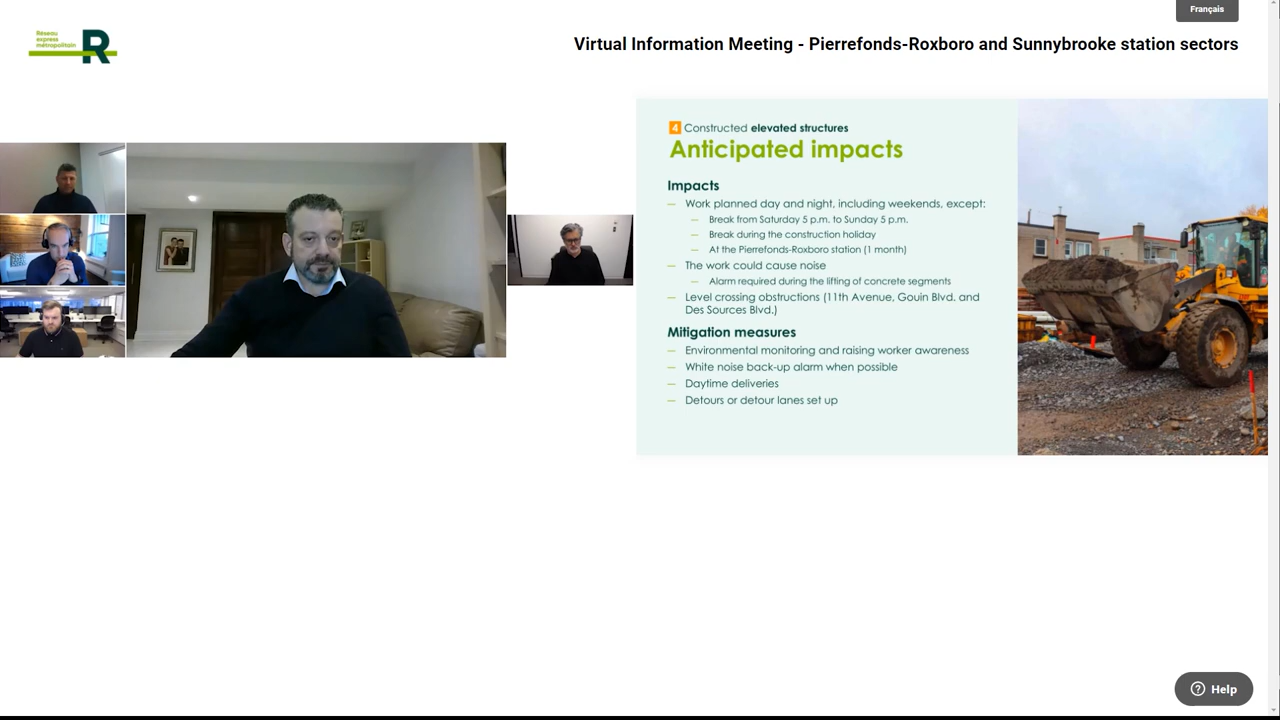 Français
Réseau
express
métropolitain
R
Virtual Information Meeting - Pierrefonds-Roxboro and Sunnybrooke station sectors
4 Constructed elevated structures
Anticipated impacts
Impacts
— Work planned day and night, including weekends, except:
— Break from Saturday 5 p.m. to Sunday 5 p.m.
— Break during the construction holiday
— At the Pierrefonds-Roxboro station (1 month)
— The work could cause noise
— Alarm required during the lifting of concrete segments
— Level crossing obstructions (11th Avenue, Gouin Blvd. and
Des Sources Blvd.)
Mitigation measures
— Environmental monitoring and raising worker awareness
— White noise back-up alarm when possible
— Daytime deliveries
— Detours or detour lanes set up
Help